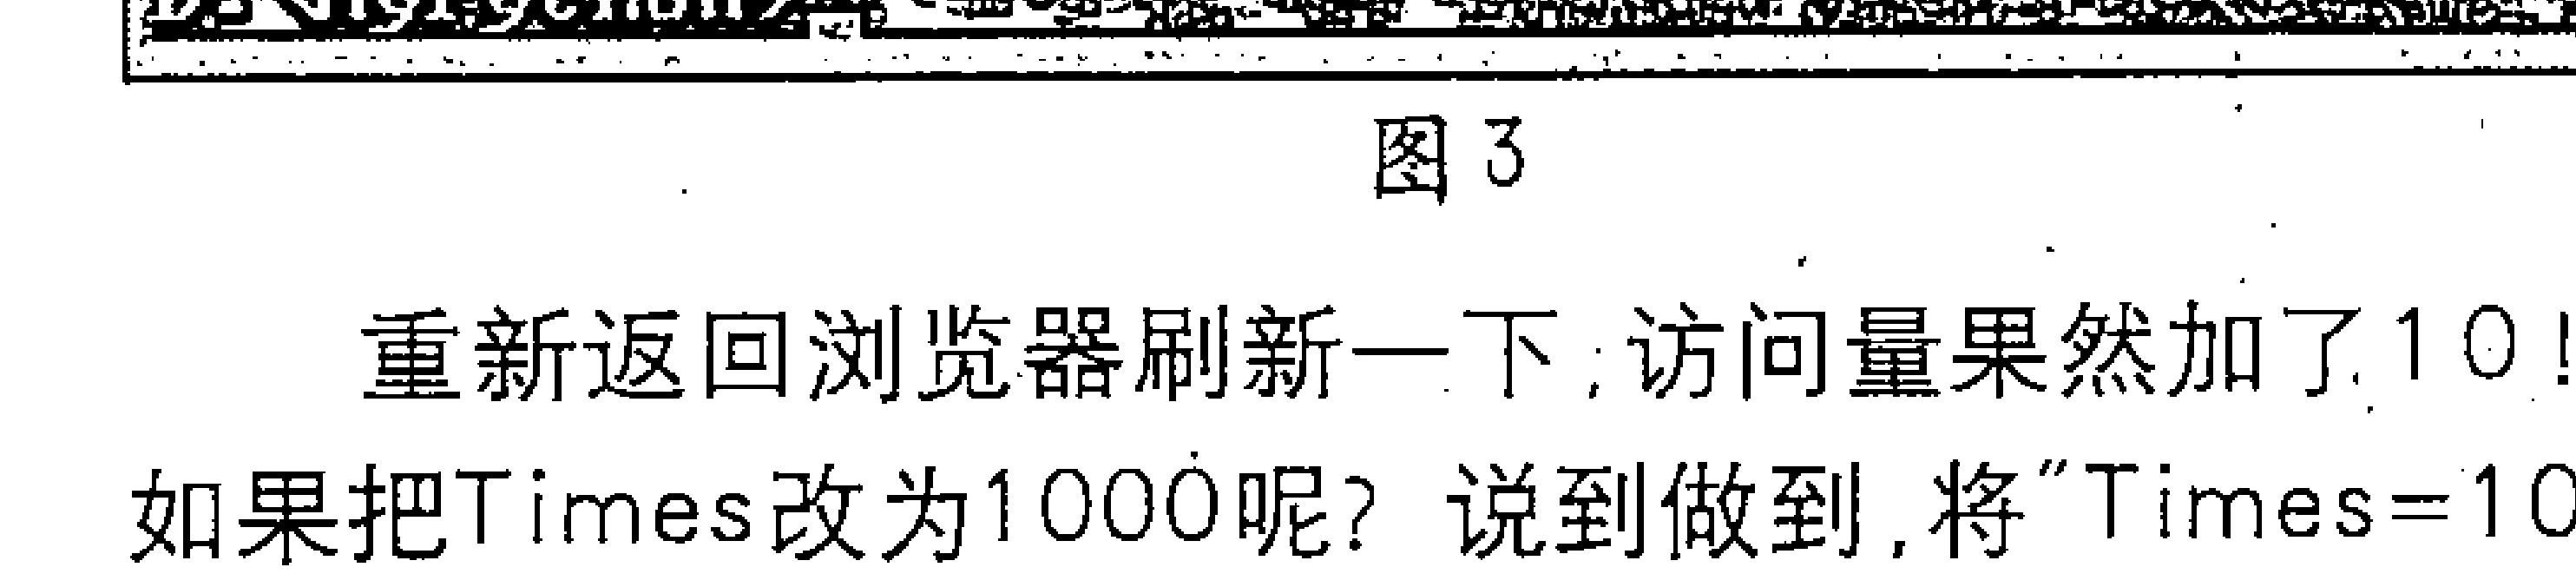 图 3
重新返回浏览器刷新一下,访问量果然加了10!
如果把Times改为1000呢? 说到做到,将"Times=10